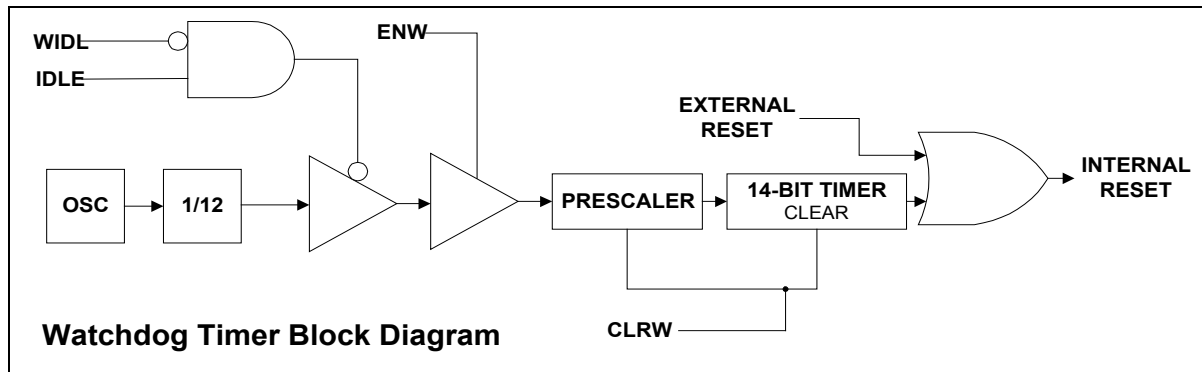 WIDL
IDLE
ENW
EXTERNAL
RESET
OSC
1/12
PRESCALER
14-BIT TIMER
CLEAR
INTERNAL
RESET
CLRW
Watchdog Timer Block Diagram